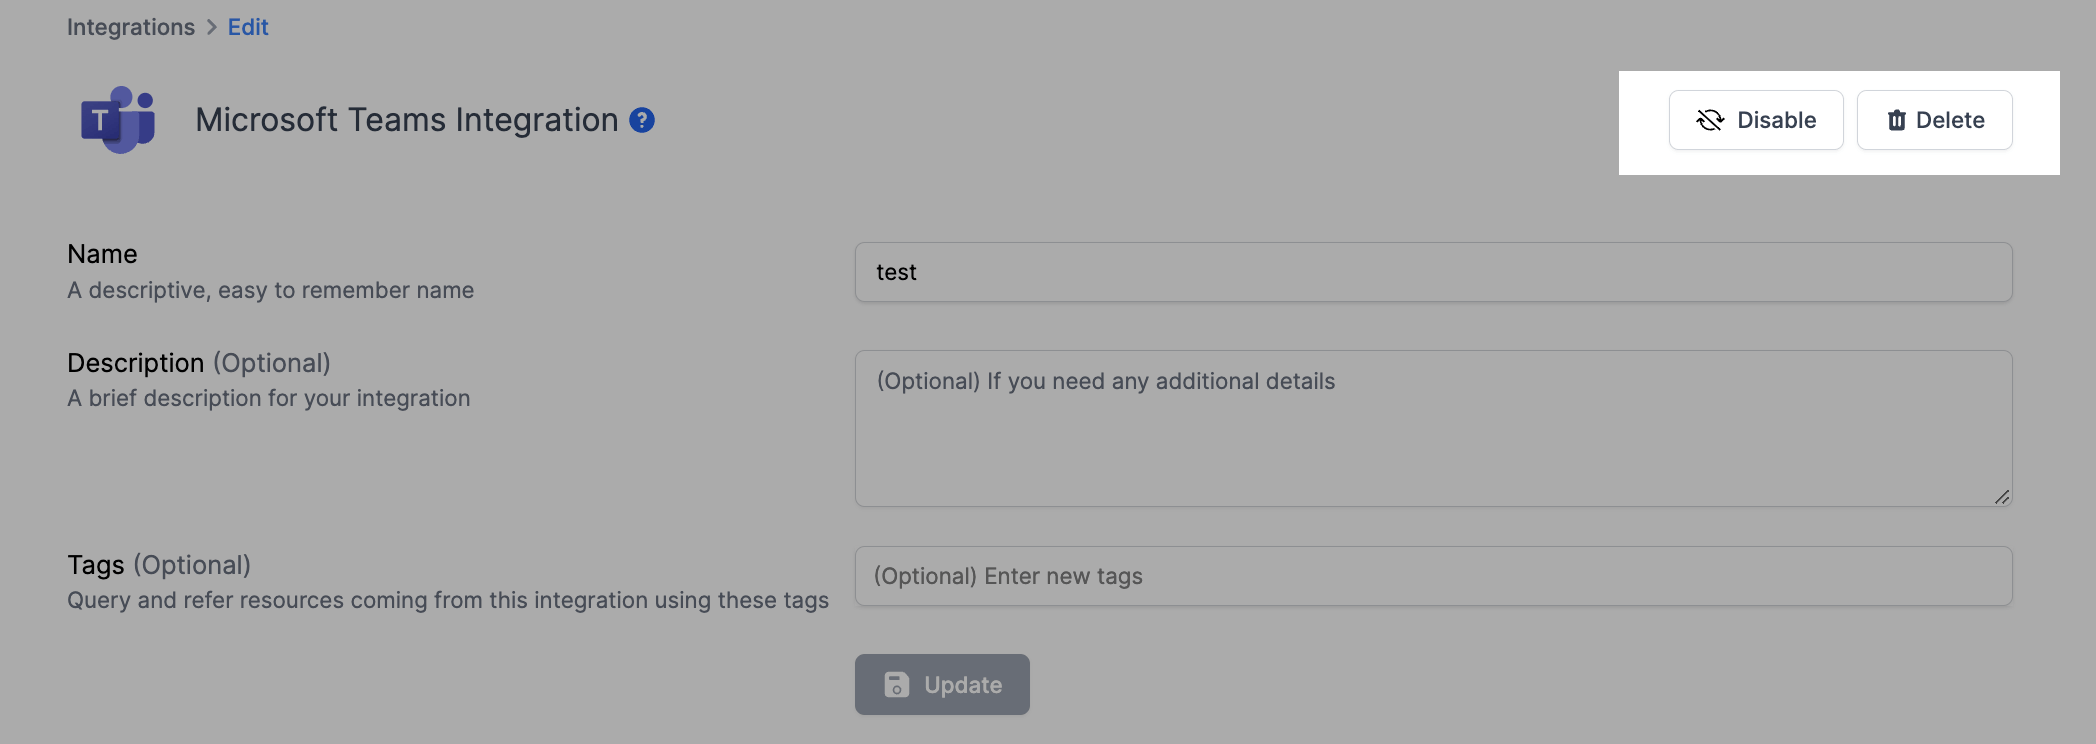 Integrations > Edit
T
Microsoft Teams Integration ?
Disable
Delete
Name
A descriptive, easy to remember name
test
Description (Optional)
A brief description for your integration
(Optional) If you need any additional details
Tags (Optional)
Query and refer resources coming from this integration using these tags
(Optional) Enter new tags
Update